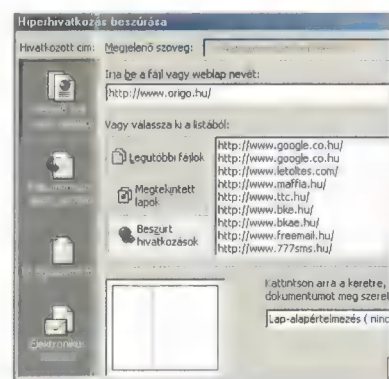 Hiperhivatkozás beszúrása
Hivatkozott cím:
Megjelenő szöveg:
Írja be a fájl vagy weblap nevét:
http://www.origo.hu/
Vagy válassza ki a listából:
Legutóbbi fájlok
Megtekintett
lapok
Beszúrt
hivatkozások
http://www.google.co.hu/
http://www.google.co.hu
http://www.letoltes.com/
http://www.maffia.hu/
http://www.ttc.hu/
http://www.bke.hu/
http://www.bkae.hu/
http://www.freemail.hu/
http://www.777sms.hu/
Elektronikus
Kattintson arra a keretre,
dokumentumot meg szeret
Lap-alapértelmezés ( ninc